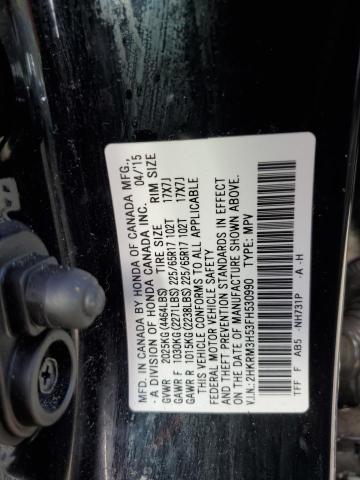 MFD. IN CANADA BY HONDA OF CANADA MFG.,
- A DIVISION OF HONDA CANADA INC. 04/15
GVWR 2025KG(4464LBS) TIRE SIZE RIM SIZE
GAWR F 1030KG(2271LBS) 225/65R17 102T 17X7J
GAWR R 1015KG(2238LBS) 225/65R17 102T 17X7J
THIS VEHICLE CONFORMS TO ALL APPLICABLE
FEDERAL MOTOR VEHICLE SAFETY
AND THEFT PREVENTION STANDARDS IN EFFECT
ON THE DATE OF MANUFACTURE SHOWN ABOVE.
V.I.N.:2HKRM3H53FH530990 TYPE: MPV
TFF F AB5 -NH731P -A -H